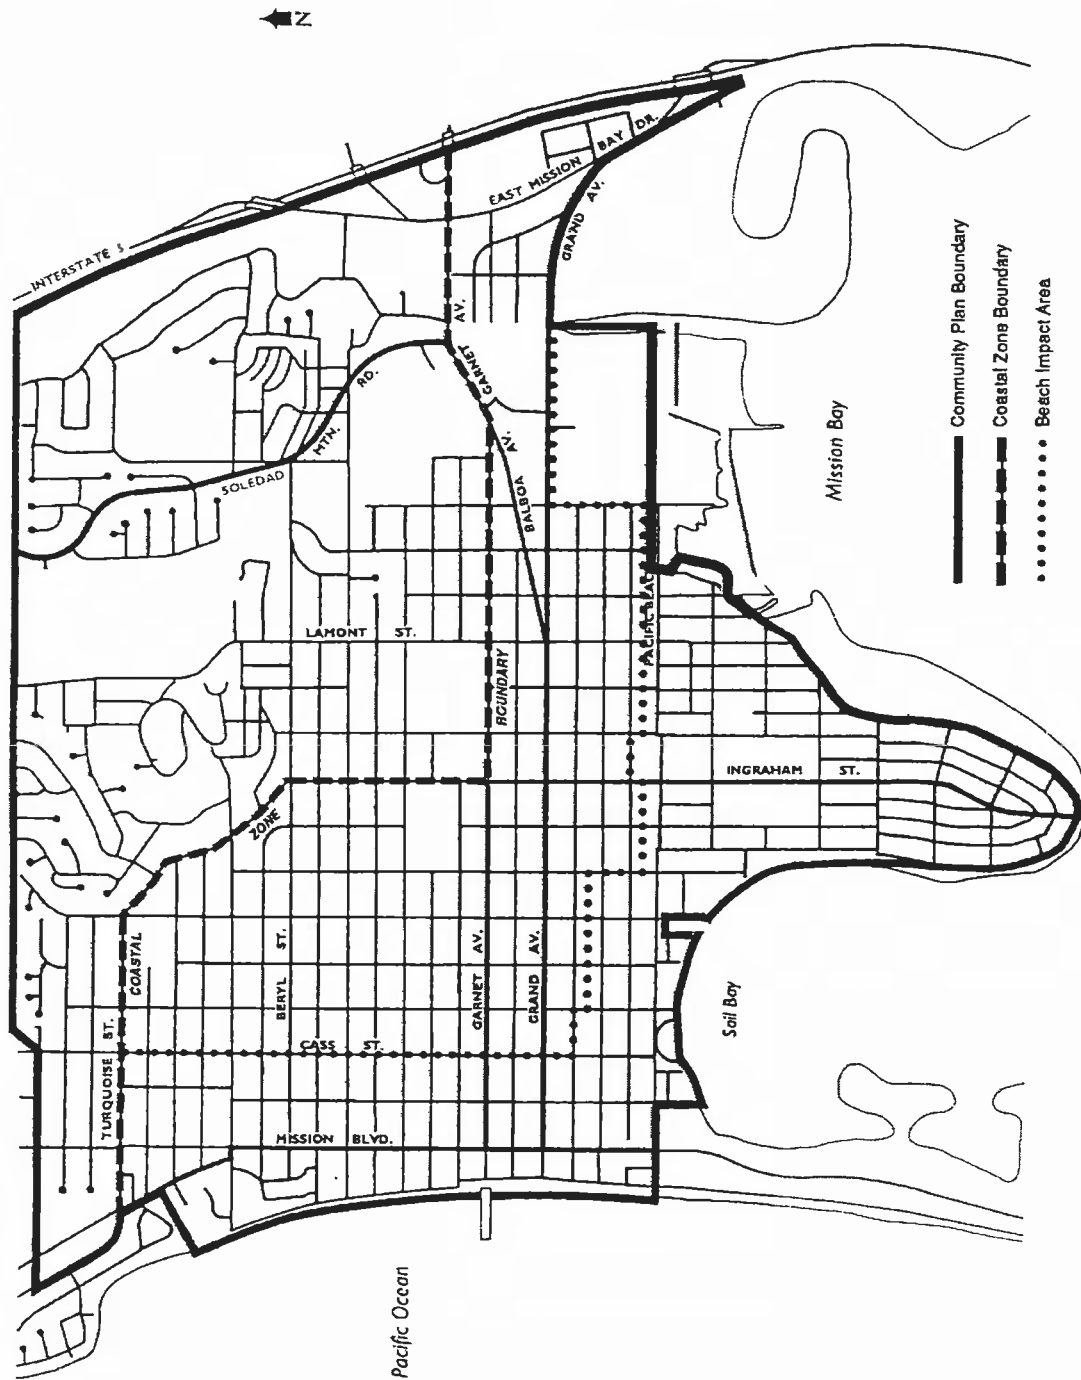 N
INTERSTATE 5
EAST MISSION BAY DR.
GRAND AV.
GARNET AV.
SOLEDAD MTN. RD.
BALBOA AV.
LAMONT ST.
BOUNDARY
ZONE
COASTAL
INGRAHAM ST.
TURQUOISE ST.
BERYL ST.
GARNET AV.
GRAND AV.
CASS ST.
MISSION BLVD.
Mission Bay
Sail Bay
Pacific Ocean
Community Plan Boundary
Coastal Zone Boundary
Beach Impact Area